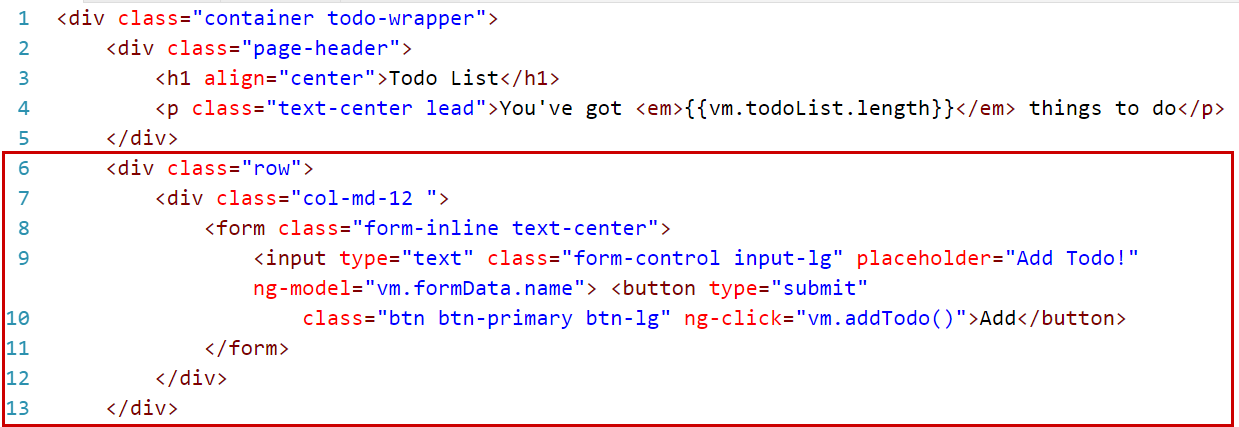 1 <div class="container todo-wrapper">
2     <div class="page-header">
3         <h1 align="center">Todo List</h1>
4         <p class="text-center lead">You've got <em>{{vm.todoList.length}}</em> things to do</p>
5     </div>
6     <div class="row">
7         <div class="col-md-12 ">
8             <form class="form-inline text-center">
9                 <input type="text" class="form-control input-lg" placeholder="Add Todo!"
                  ng-model="vm.formData.name"> <button type="submit"
10                    class="btn btn-primary btn-lg" ng-click="vm.addTodo()">Add</button>
11            </form>
12        </div>
13    </div>